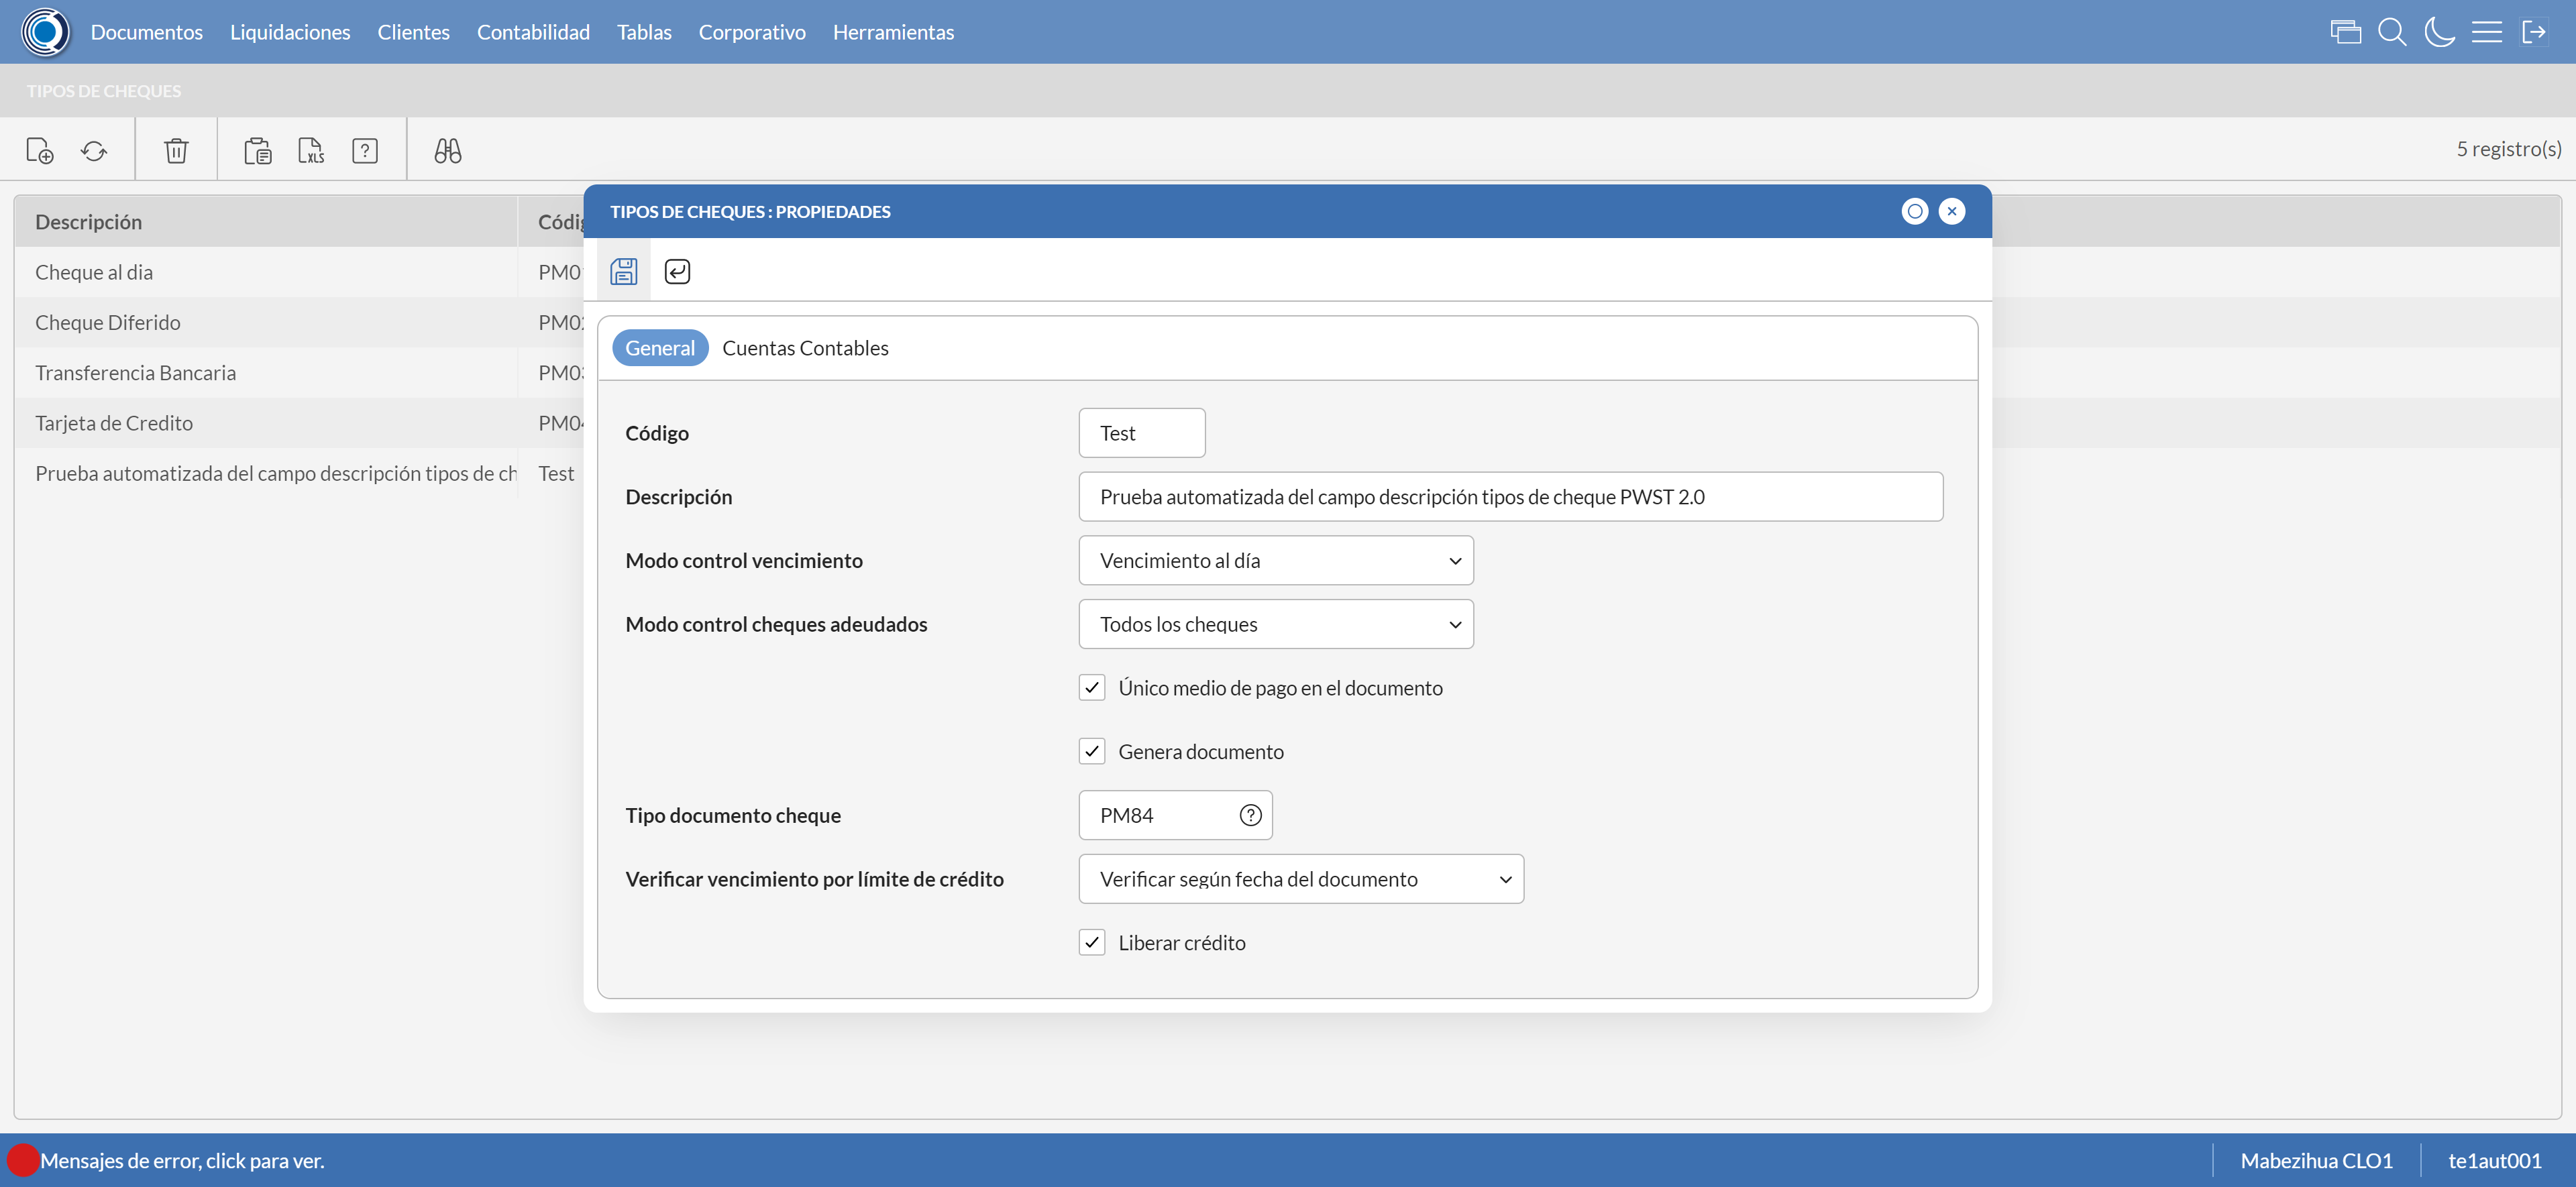 Documentos Liquidaciones Clientes Contabilidad Tablas Corporativo Herramientas
TIPOS DE CHEQUES
XLS
5 registro(s)
Descripción
Cheque al dia
Cheque Diferido
Transferencia Bancaria
Tarjeta de Credito
Prueba automatizada del campo descripción tipos de ch Test
TIPOS DE CHEQUES : PROPIEDADES
General Cuentas Contables
Código Test
Descripción Prueba automatizada del campo descripción tipos de cheque PWST 2.0
Modo control vencimiento Vencimiento al día
Modo control cheques adeudados Todos los cheques
Único medio de pago en el documento
Genera documento
Tipo documento cheque PM84
Verificar vencimiento por límite de crédito Verificar según fecha del documento
Liberar crédito
Mensajes de error, click para ver.
Mabezihua CLO1 te1aut001